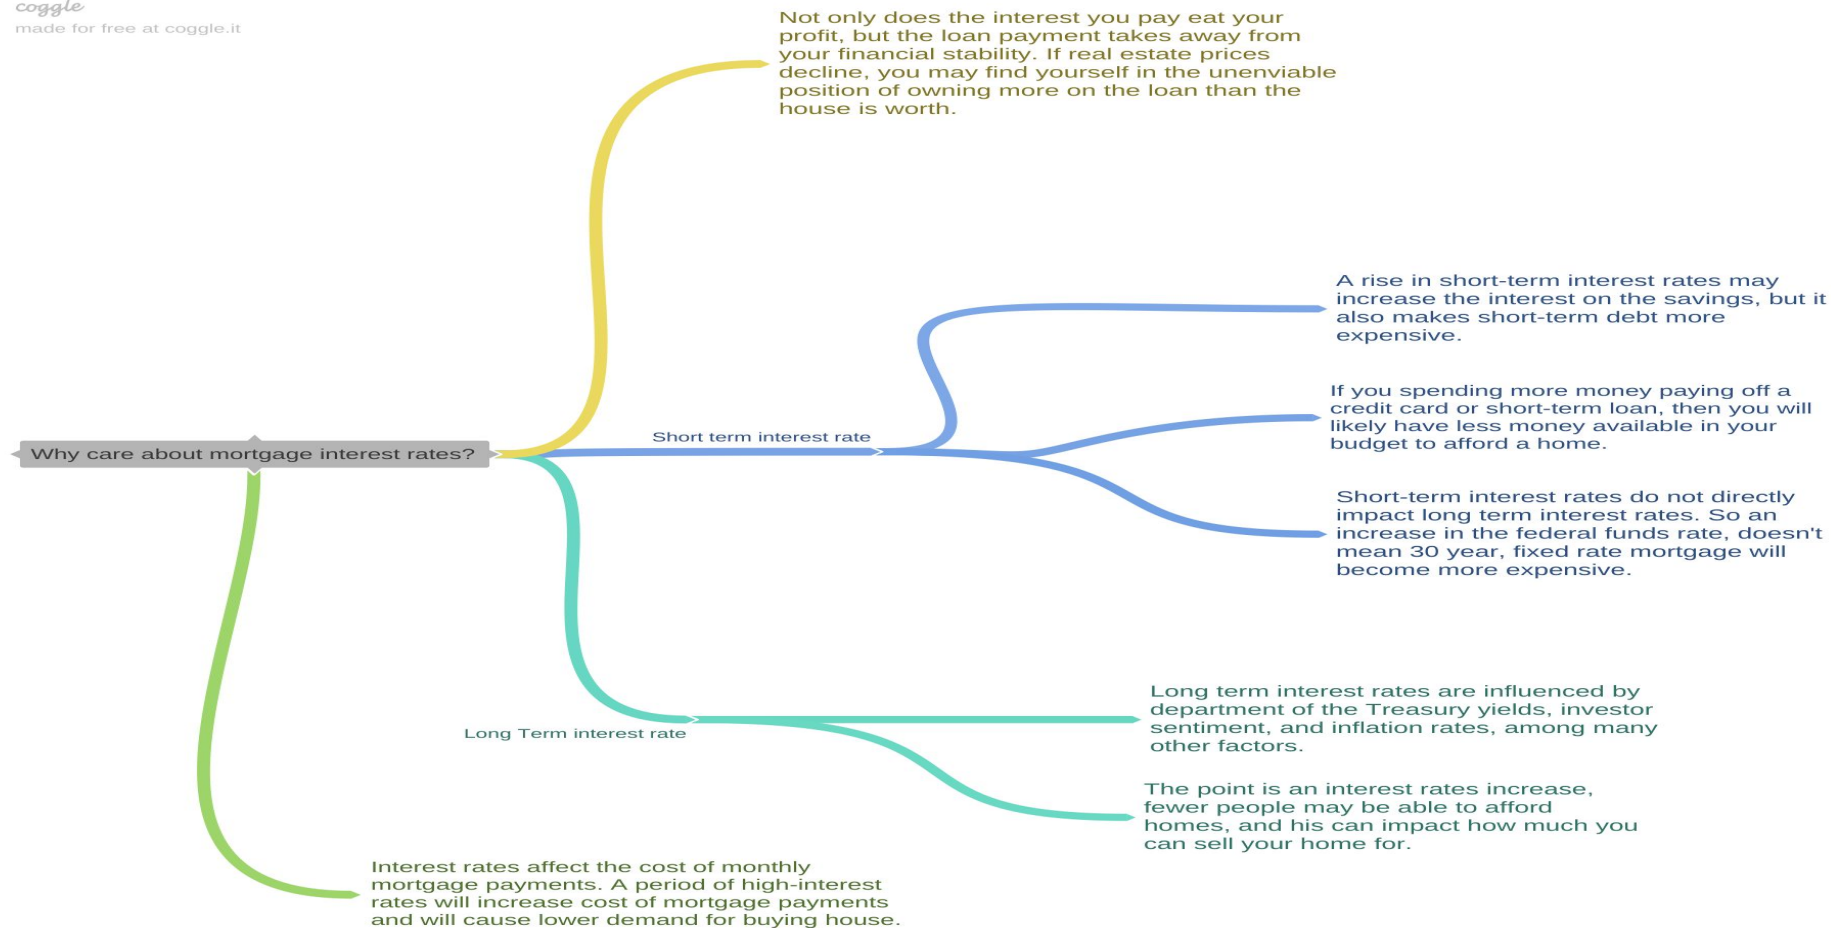 coggle
made for free at coggle.it
Not only does the interest you pay eat your
profit, but the loan payment takes away from
your financial stability. If real estate prices
decline, you may find yourself in the unenviable
position of owning more on the loan than the
house is worth.
A rise in short-term interest rates may
increase the interest on the savings, but it
also makes short-term debt more
expensive.
If you spending more money paying off a
credit card or short-term loan, then you will
likely have less money available in your
budget to afford a home.
Short term interest rate
Why care about mortgage interest rates?
Short-term interest rates do not directly
impact long term interest rates. So an
increase in the federal funds rate, doesn't
mean 30 year, fixed rate mortgage will
become more expensive.
Long Term interest rate
Long term interest rates are influenced by
department of the Treasury yields, investor
sentiment, and inflation rates, among many
other factors.
The point is an interest rates increase,
fewer people may be able to afford
homes, and his can impact how much you
can sell your home for.
Interest rates affect the cost of monthly
mortgage payments. A period of high-interest
rates will increase cost of mortgage payments
and will cause lower demand for buying house.